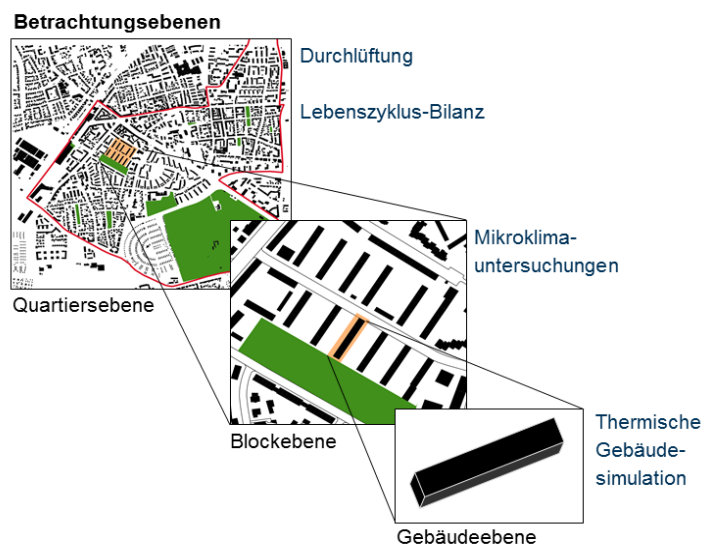 Betrachtungsebenen
Durchlüftung
Lebenszyklus-Bilanz
Quartiersebene
Mikroklima-
untersuchungen
Blockebene
Thermische
Gebäude-
simulation
Gebäudeebene